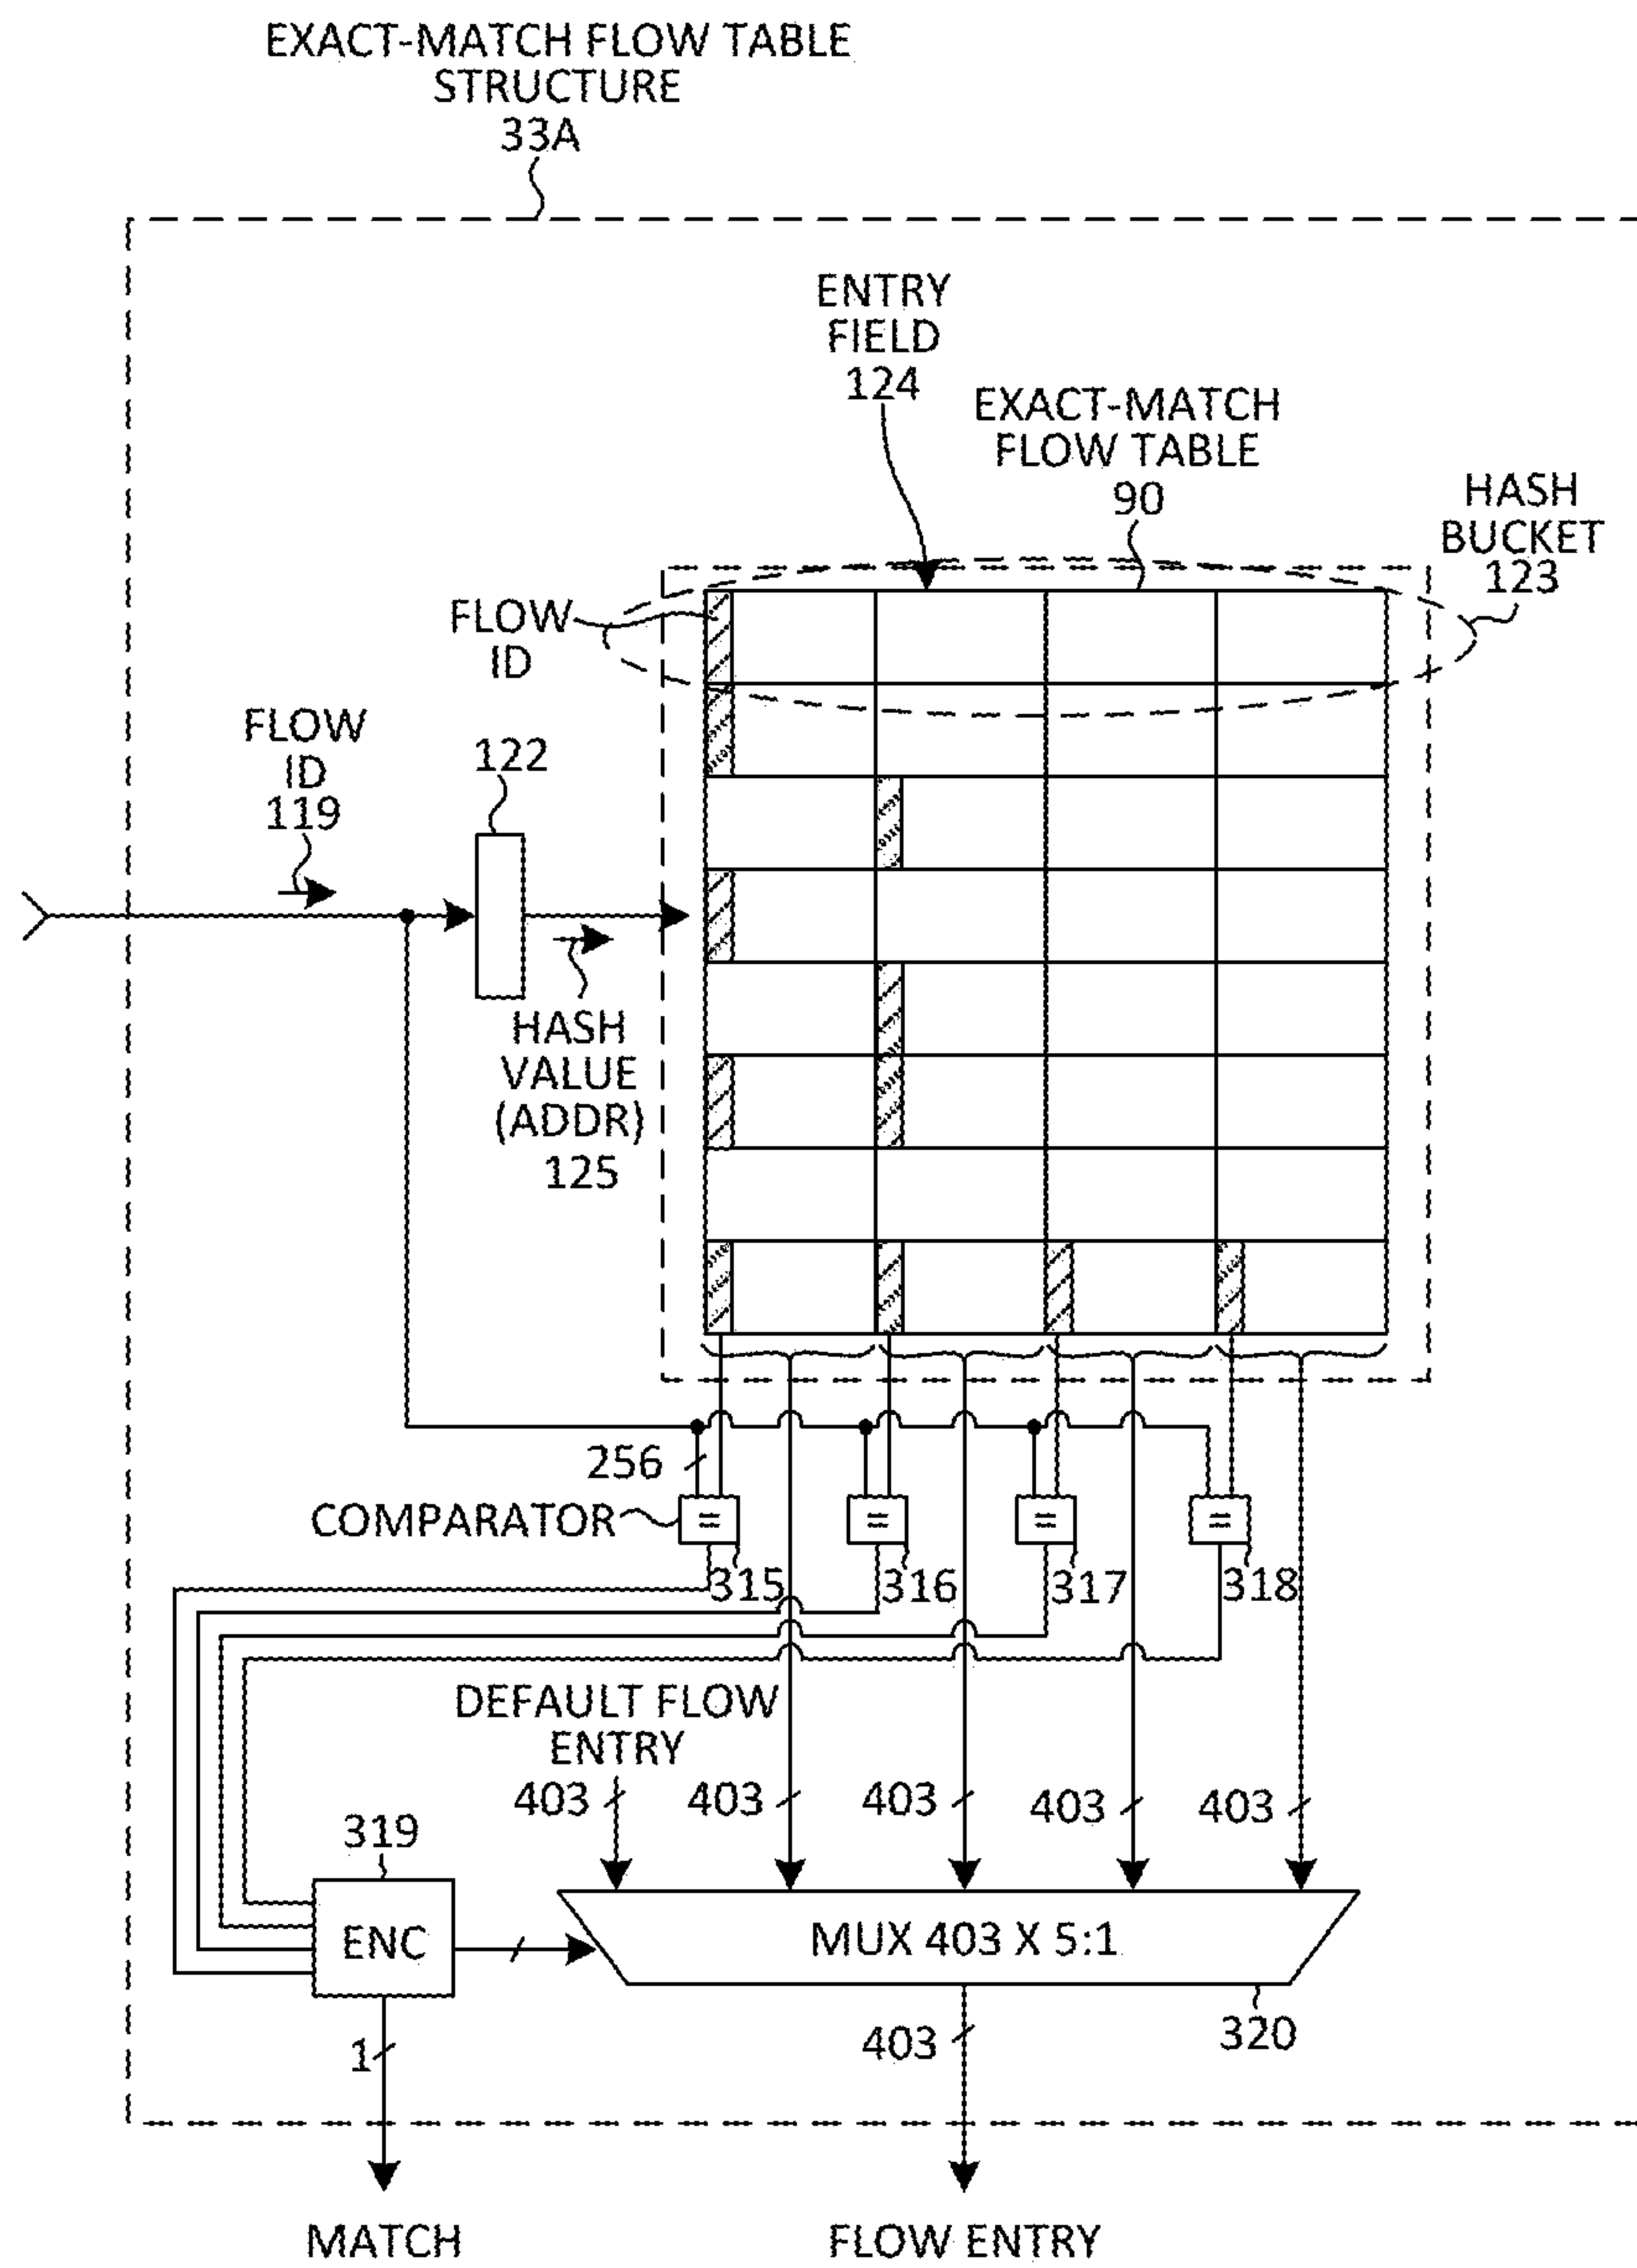 EXACT-MATCH FLOW TABLE
STRUCTURE
33A
ENTRY
FIELD
124
EXACT-MATCH
FLOW TABLE
90
HASH
BUCKET
123
FLOW
ID
FLOW
ID
119
122
HASH
VALUE
(ADDR)
125
256
COMPARATOR
= = = =
315 316 317 318
DEFAULT FLOW
ENTRY
403 403 403 403 403
319
ENC
MUX 403 X 5:1
320
1
403
MATCH
FLOW ENTRY